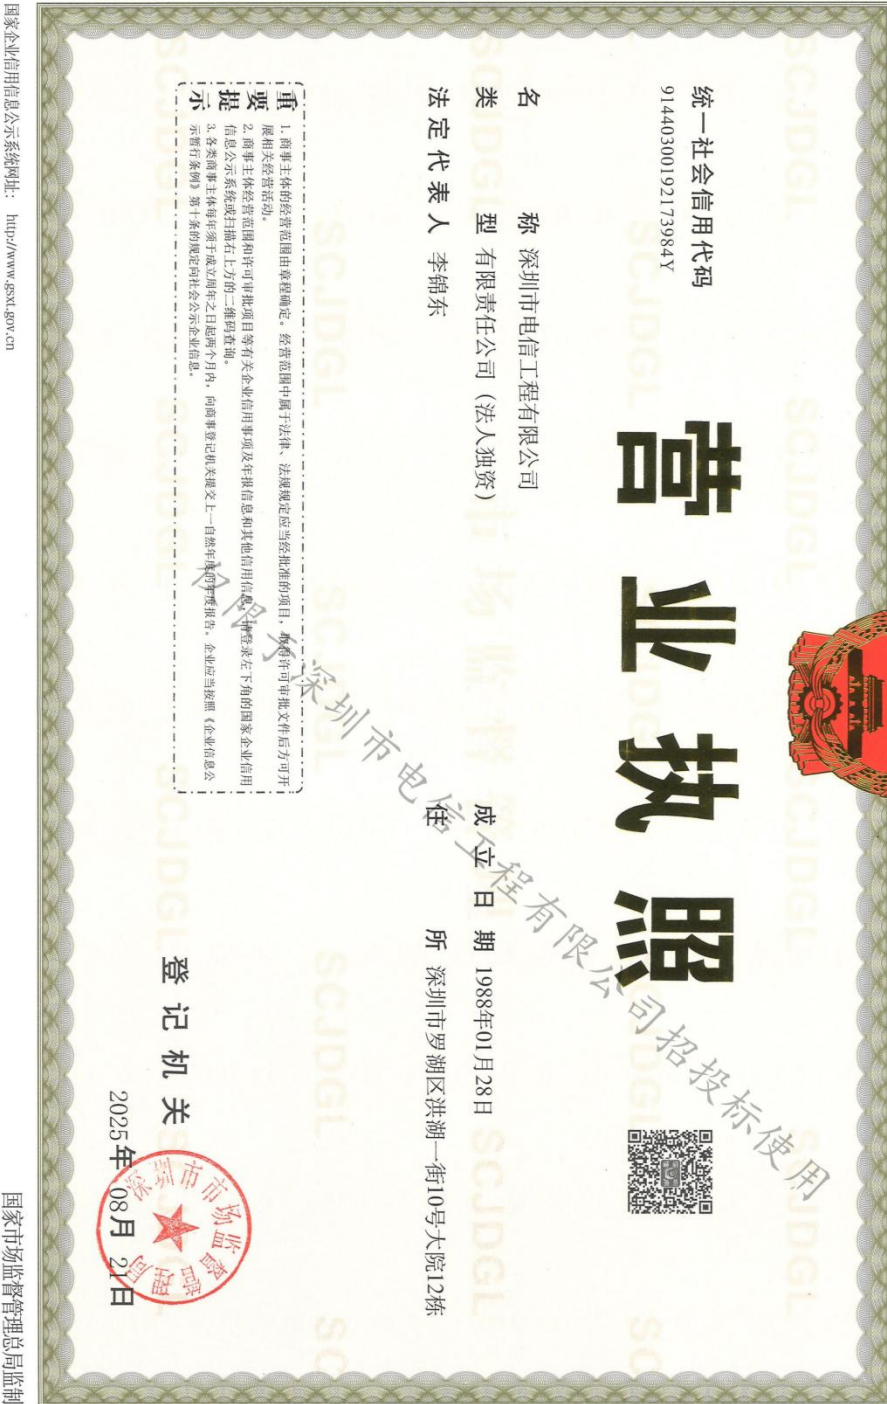 统一社会信用代码
91440300192173984Y
营业执照
名称 深圳市电信工程有限公司
类型 有限责任公司（法人独资）
法定代表人 李锦东
成立日期 1988年01月28日
住所 深圳市罗湖区洪湖一街10号大院12栋
重要提示
1. 商事主体的经营范围由章程确定。经营范围中属于法律、法规规定应当经批准的项目，取得许可审批文件后方可开
展相关经营活动。
2. 商事主体经营范围和许可审批项目等有关企业信用事项及年报信息和其他信用信息，请登录左下角的国家企业信用
信息公示系统或扫描右上方的二维码查询。
3. 各类商事主体每年须于成立周年之日起两个月内，向商事登记机关提交上一自然年度的年度报告。企业应当按照《企业信息公
示暂行条例》第十条的规定向社会公示企业信息。
登记机关
深圳市市场监督管理局
2025年08月21日
仅限于深圳市电信工程有限公司招投标使用
市场监督管理
SCJDGL
国家企业信用信息公示系统网址： http://www.gsxt.gov.cn
国家市场监督管理总局监制